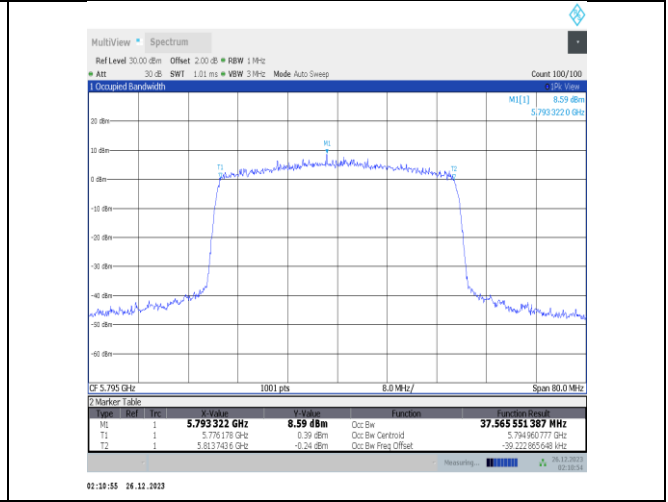 MultiView Spectrum
Ref Level 30.00 dBm Offset 2.00 dB RBW 1 MHz
Att 30 dB SWT 1.01 ms VBW 3 MHz Mode Auto Sweep Count 100/100
1 Occupied Bandwidth 1Pk View
M1[1] 8.59 dBm
5.793 322 0 GHz
20 dBm
M1
10 dBm
T1 T2
0 dBm
-10 dBm
-20 dBm
-30 dBm
-40 dBm
-50 dBm
-60 dBm
CF 5.795 GHz 1001 pts 8.0 MHz/ Span 80.0 MHz
2 Marker Table
Type Ref Trc X-Value Y-Value Function Function Result
M1 1 5.793 322 GHz 8.59 dBm Occ Bw 37.565 551 387 MHz
T1 1 5.776 178 GHz 0.39 dBm Occ Bw Centroid 5.794 960 777 GHz
T2 1 5.813 743 6 GHz -0.24 dBm Occ Bw Freq Offset -39.222 865 648 kHz
Measuring... 26.12.2023
02:10:54
02:10:55 26.12.2023